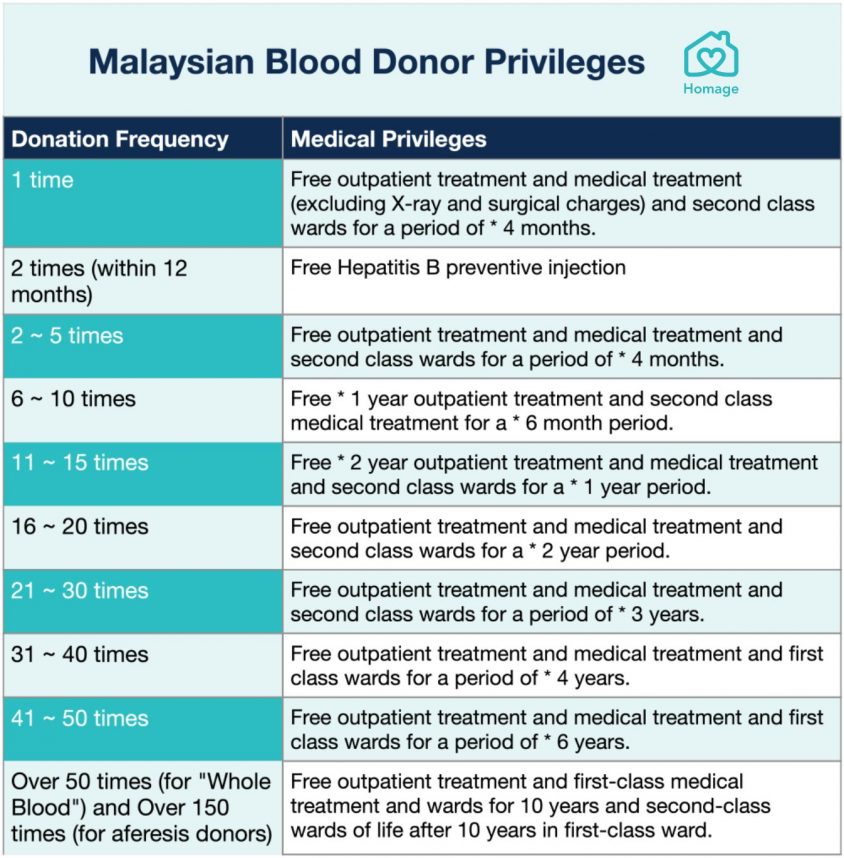 Malaysian Blood Donor Privileges
Homage
Donation Frequency
Medical Privileges
1 time
Free outpatient treatment and medical treatment
(excluding X-ray and surgical charges) and second class
wards for a period of * 4 months.
2 times (within 12
months)
Free Hepatitis B preventive injection
2 ~ 5 times
Free outpatient treatment and medical treatment and
second class wards for a period of * 4 months.
6 ~ 10 times
Free * 1 year outpatient treatment and second class
medical treatment for a * 6 month period.
11 ~ 15 times
Free * 2 year outpatient treatment and medical treatment
and second class wards for a * 1 year period.
16 ~ 20 times
Free outpatient treatment and medical treatment and
second class wards for a * 2 year period.
21 ~ 30 times
Free outpatient treatment and medical treatment and
second class wards for a period of * 3 years.
31 ~ 40 times
Free outpatient treatment and medical treatment and first
class wards for a period of * 4 years.
41 ~ 50 times
Free outpatient treatment and medical treatment and first
class wards for a period of * 6 years.
Over 50 times (for "Whole
Blood") and Over 150
times (for aferesis donors)
Free outpatient treatment and first-class medical
treatment and wards for 10 years and second-class
wards of life after 10 years in first-class ward.